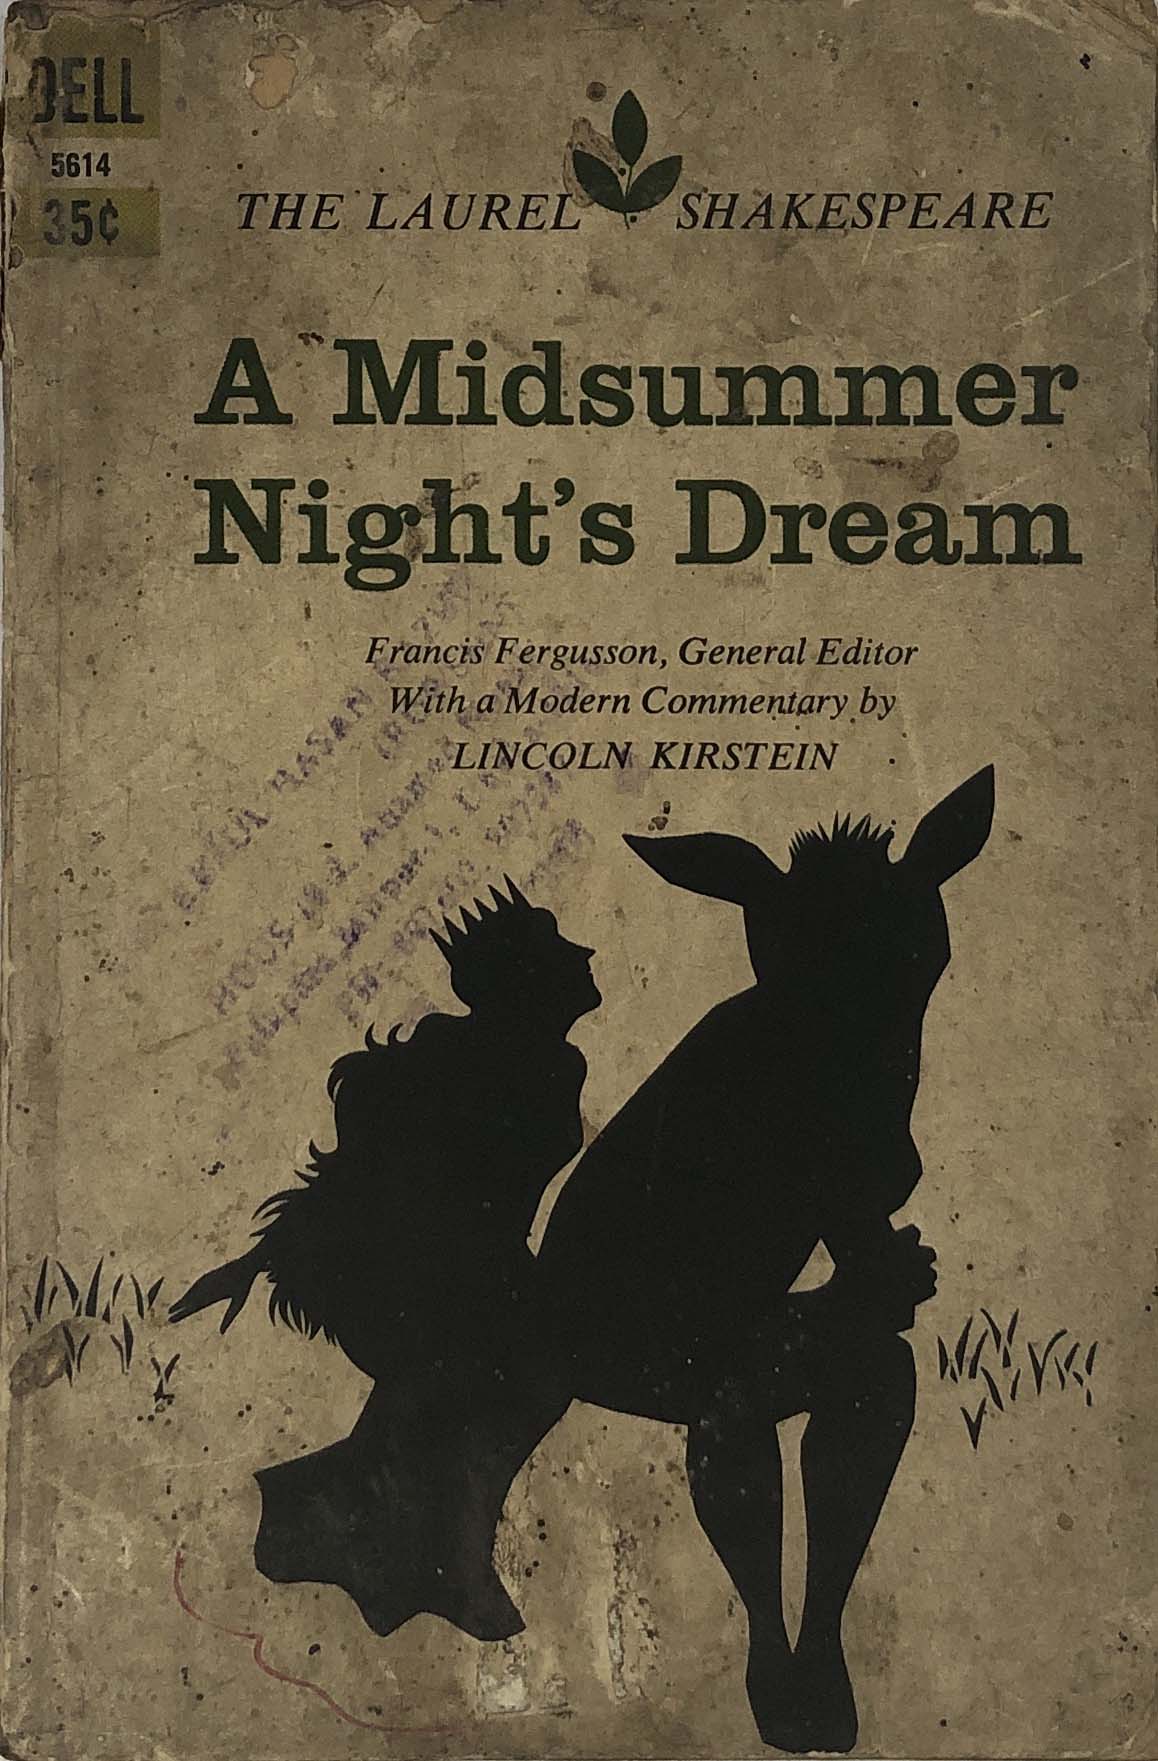 DELL
5614
35¢
THE LAUREL SHAKESPEARE
A Midsummer
Night's Dream
Francis Fergusson, General Editor
With a Modern Commentary by
LINCOLN KIRSTEIN